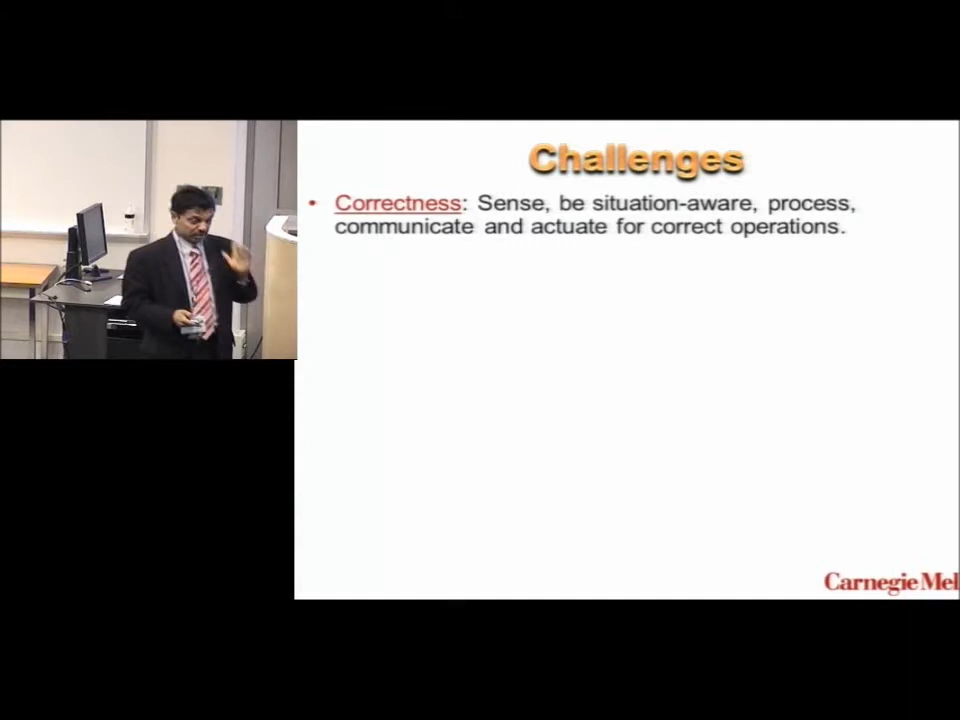 Challenges
• Correctness: Sense, be situation-aware, process,
communicate and actuate for correct operations.
Carnegie Mel